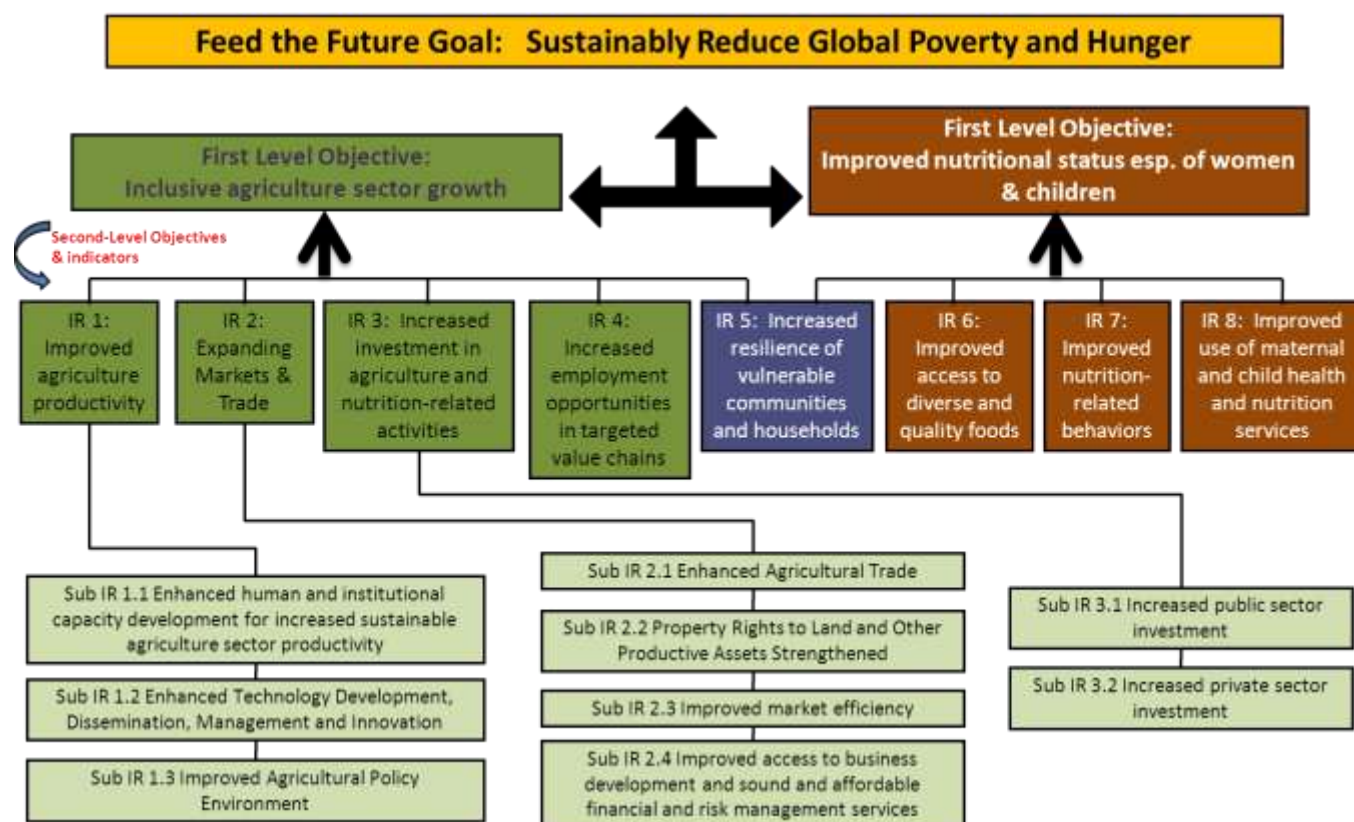 Feed the Future Goal: Sustainably Reduce Global Poverty and Hunger
First Level Objective:
Inclusive agriculture sector growth
First Level Objective:
Improved nutritional status esp. of women
& children
Second-Level Objectives
& indicators
IR 1:
Improved
agriculture
productivity
IR 2:
Expanding
Markets &
Trade
IR 3: Increased
investment in
agriculture and
nutrition-related
activities
IR 4:
Increased
employment
opportunities
in targeted
value chains
IR 5: Increased
resilience of
vulnerable
communities
and households
IR 6:
Improved
access to
diverse and
quality foods
IR 7:
Improved
nutrition-
related
behaviors
IR 8: Improved
use of maternal
and child health
and nutrition
services
Sub IR 1.1 Enhanced human and institutional
capacity development for increased sustainable
agriculture sector productivity
Sub IR 1.2 Enhanced Technology Development,
Dissemination, Management and Innovation
Sub IR 1.3 Improved Agricultural Policy
Environment
Sub IR 2.1 Enhanced Agricultural Trade
Sub IR 2.2 Property Rights to Land and Other
Productive Assets Strengthened
Sub IR 2.3 Improved market efficiency
Sub IR 2.4 Improved access to business
development and sound and affordable
financial and risk management services
Sub IR 3.1 Increased public sector
investment
Sub IR 3.2 Increased private sector
investment